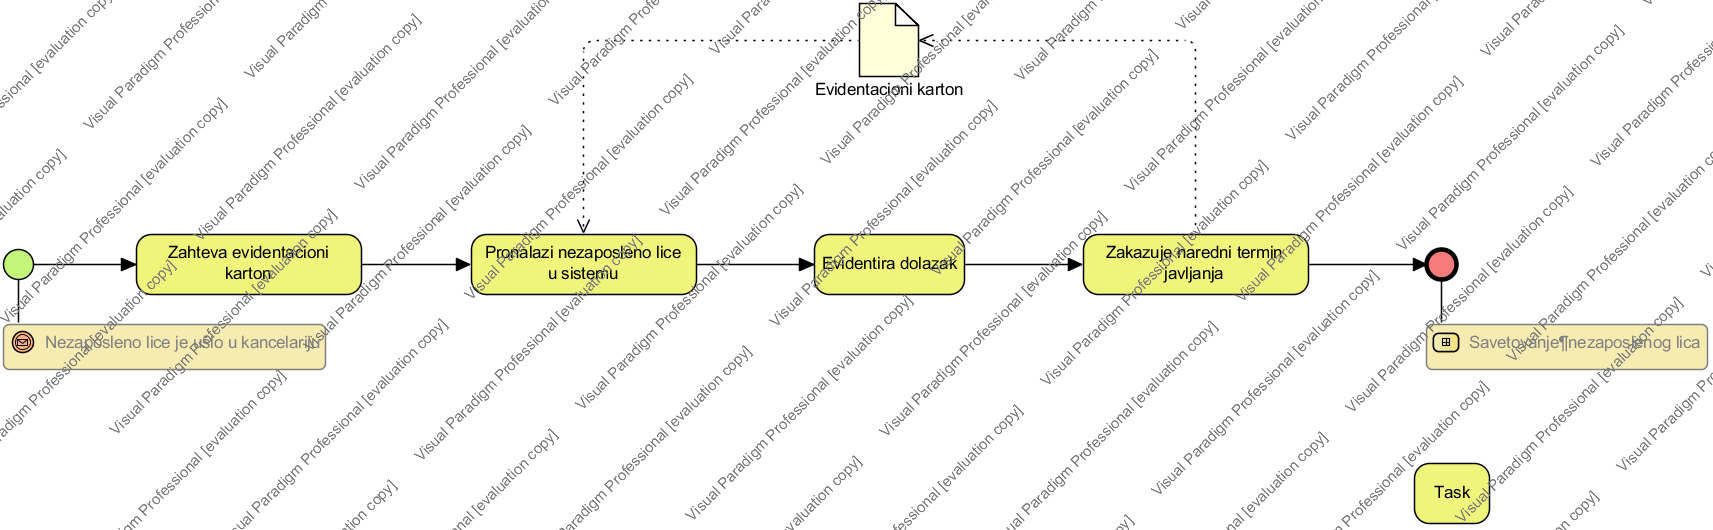 Evidentacioni karton
Zahteva evidentacioni
karton
Pronalazi nezaposleno lice
u sistemu
Evidentira dolazak
Zakazuje naredni termin
javljanja
Nezaposleno lice je ušlo u kancelariji
Savetovanje¶nezaposlenog lica
Task
Visual Paradigm Professional [evaluation copy]